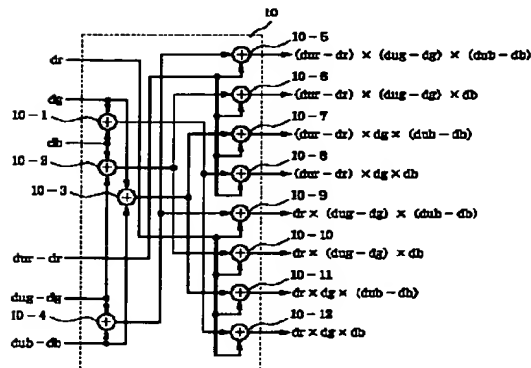 10
dr
dg
10-1
db
10-2
10-3
dur-dr
dug-dg
10-4
dub-db
10-5
(dur-dr) × (dug-dg) × (dub-db)
10-6
(dur-dr) × (dug-dg) × db
10-7
(dur-dr) × dg × (dub-db)
10-8
(dur-dr) × dg × db
10-9
dr × (dug-dg) × (dub-db)
10-10
dr × (dug-dg) × db
10-11
dr × dg × (dub-db)
10-12
dr × dg × db